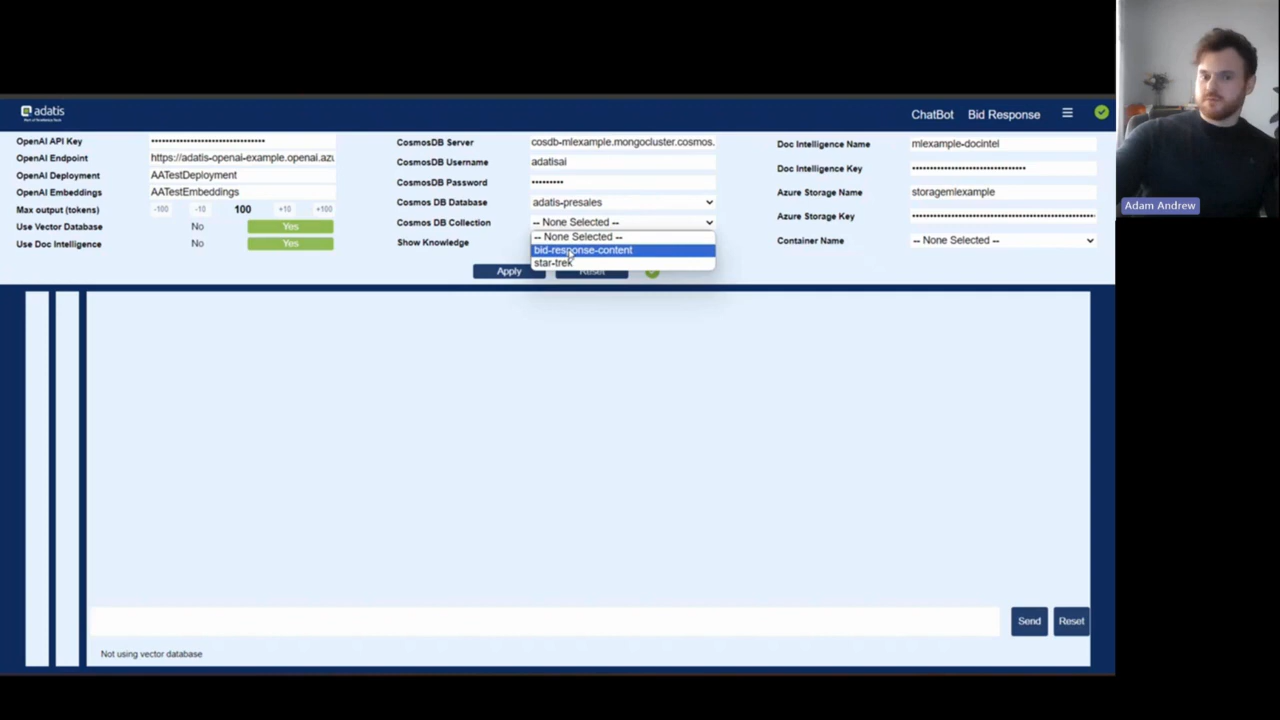 adatis
ChatBot
Bid Response
OpenAI API Key
••••••••••••••••••••••••••••••••
OpenAI Endpoint
https://adatis-openai-example.openai.azu
OpenAI Deployment
AATestDeployment
OpenAI Embeddings
AATestEmbeddings
Max output (tokens)
-100 -10 100 +10 +100
Use Vector Database
No Yes
Use Doc Intelligence
No Yes
CosmosDB Server
cosdb-mlexample.mongocluster.cosmos.
CosmosDB Username
adatisai
CosmosDB Password
•••••••••
Cosmos DB Database
adatis-presales
Cosmos DB Collection
-- None Selected --
-- None Selected --
bid-response-content
star-trek
Show Knowledge
Doc Intelligence Name
mlexample-docintel
Doc Intelligence Key
••••••••••••••••••••••••••••••••
Azure Storage Name
storagemlexample
Azure Storage Key
Container Name
-- None Selected --
Apply
Reset
Adam Andrew
Send
Reset
Not using vector database